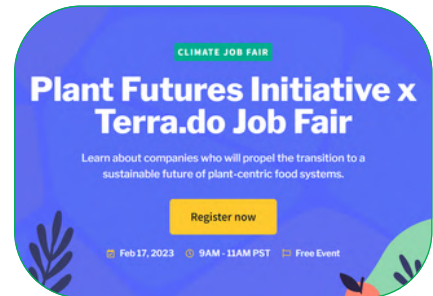 CLIMATE JOB FAIR
Plant Futures Initiative x
Terra.do Job Fair
Learn about companies who will propel the transition to a
sustainable future of plant-centric food systems.
Register now
Feb 17, 2023 9AM - 11AM PST Free Event